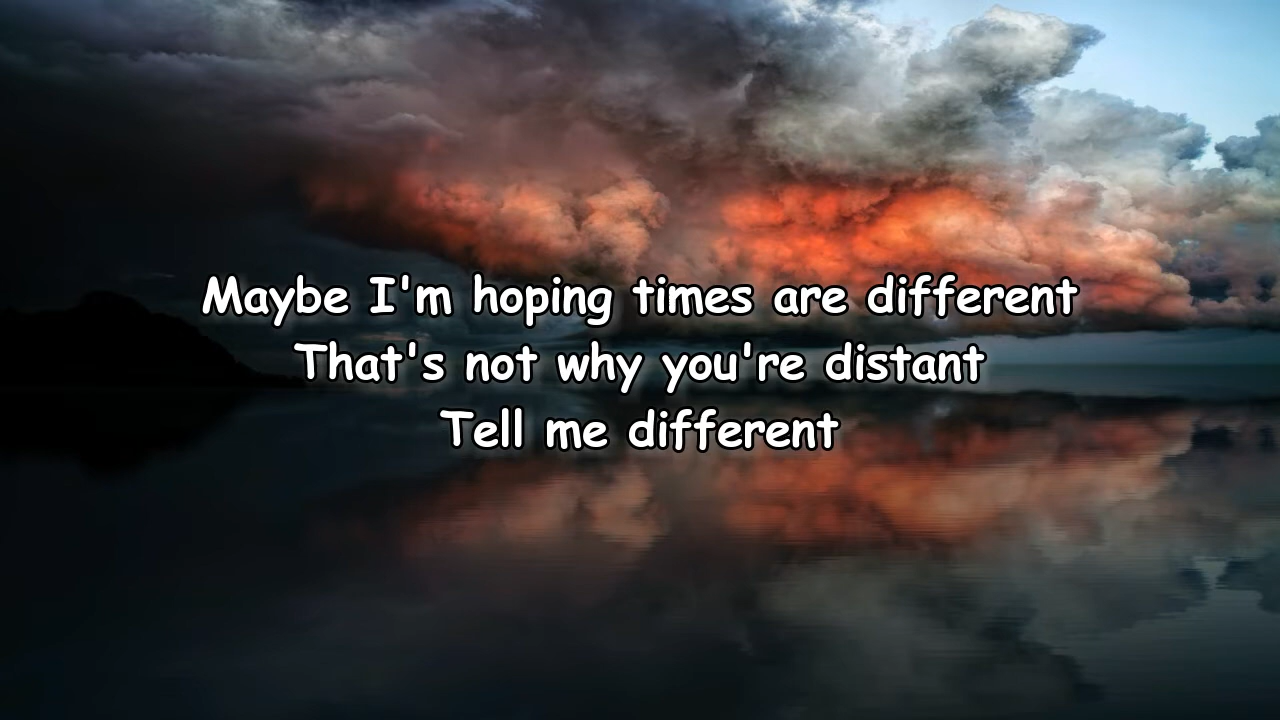 Maybe I'm hoping times are different
That's not why you're distant
Tell me different